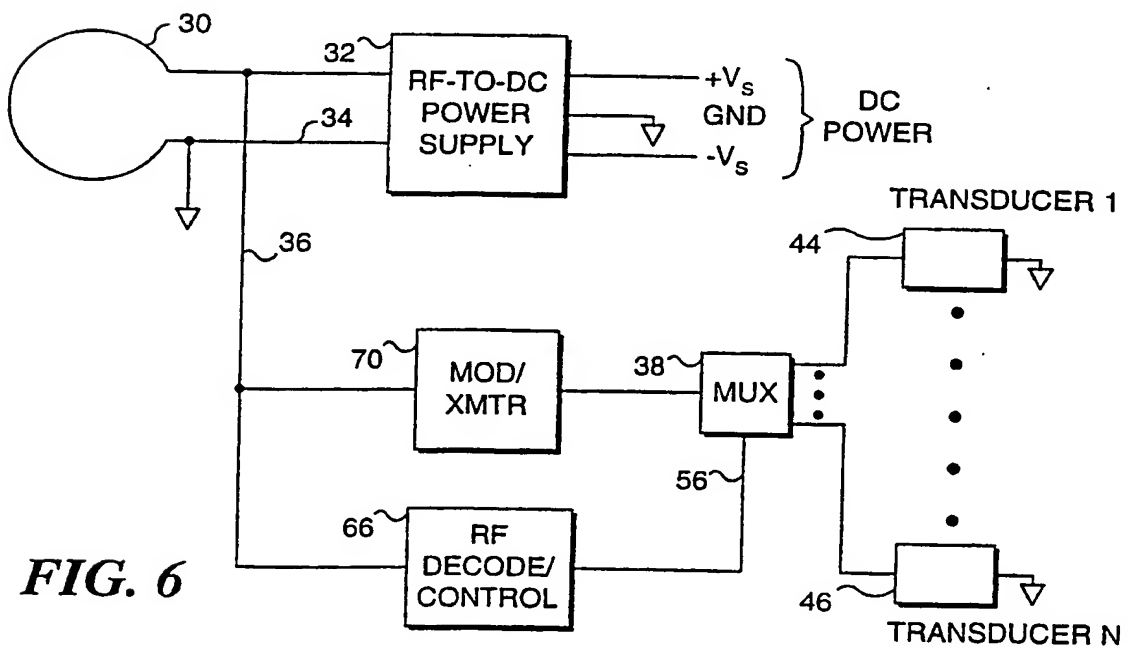 30
32
RF-TO-DC
POWER
SUPPLY
34
+VS
GND
-VS
DC
POWER
TRANSDUCER 1
44
36
70
MOD/
XMTR
38
MUX
56
66
RF
DECODE/
CONTROL
46
TRANSDUCER N
FIG. 6